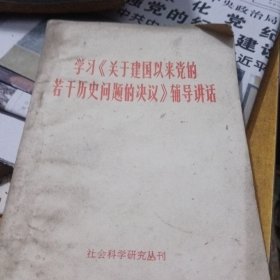 学习《关于建国以来党的
若干历史问题的决议》辅导讲话
社会科学研究丛刊